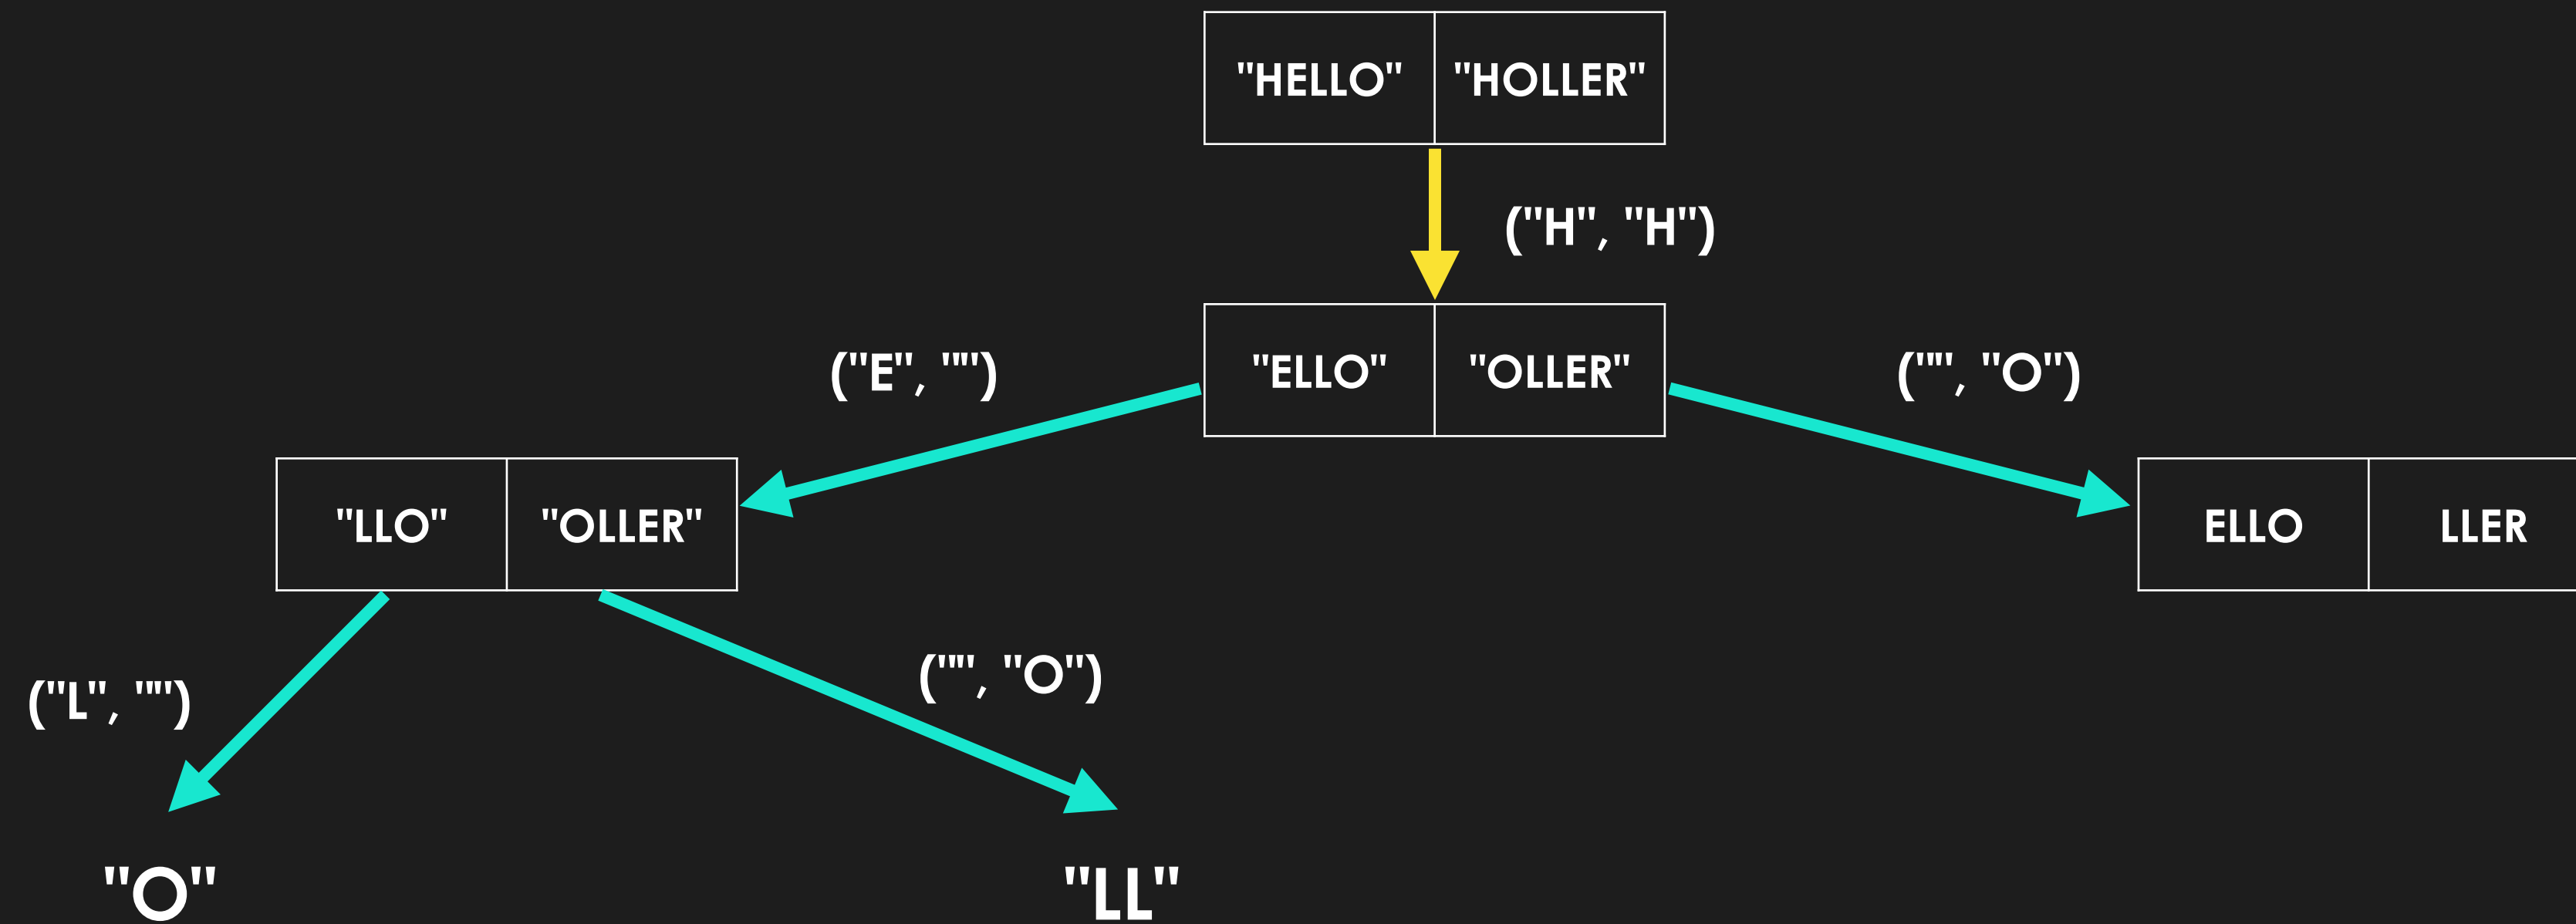 "HELLO" "HOLLER"
("H", "H")
("E", "") "ELLO" "OLLER" ("", "O")
"LLO" "OLLER" ELLO LLER
("L", "") ("", "O")
"O" "LL"